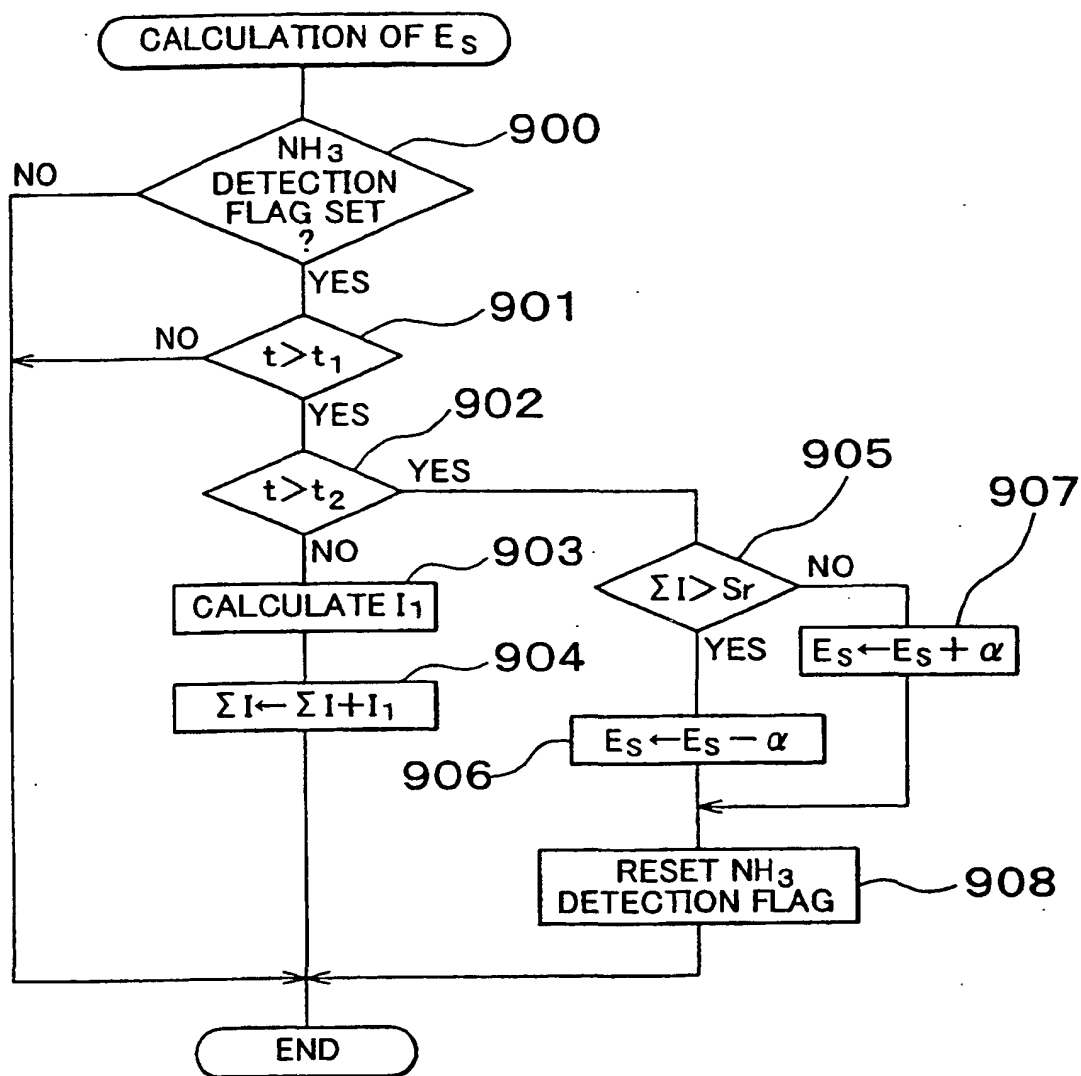 CALCULATION OF ES
900
NH3
DETECTION
FLAG SET
?
NO
YES
901
NO
t>t1
YES
902
t>t2
YES
NO
905
907
903
CALCULATE I1
ΣI>Sr
NO
YES
ES←ES+α
904
ΣI←ΣI+I1
ES←ES−α
906
RESET NH3
DETECTION FLAG
908
END